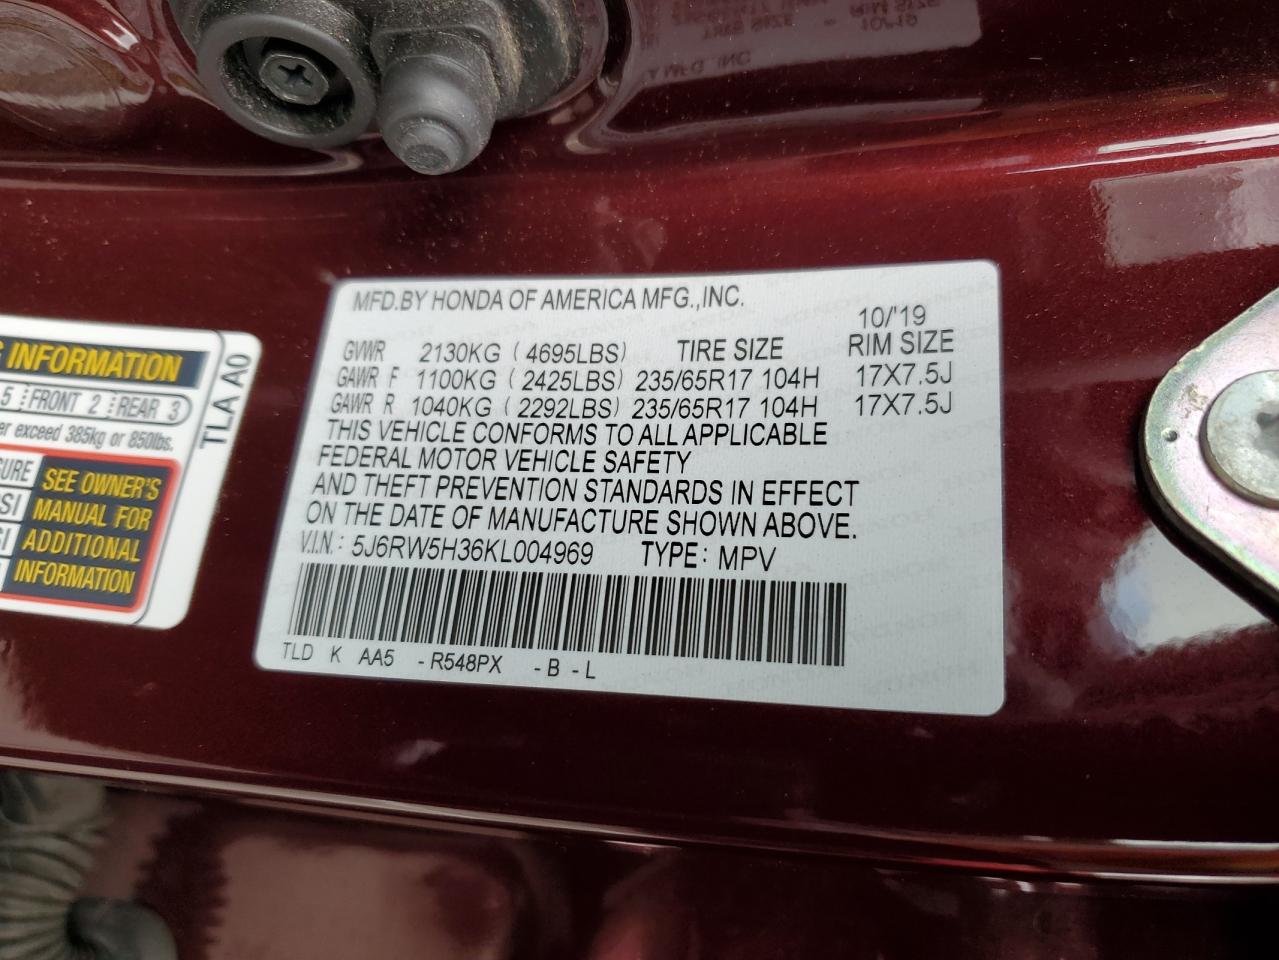 MFD.BY HONDA OF AMERICA MFG.,INC.
10/'19
GVWR 2130KG (4695LBS) TIRE SIZE RIM SIZE
GAWR F 1100KG (2425LBS) 235/65R17 104H 17X7.5J
GAWR R 1040KG (2292LBS) 235/65R17 104H 17X7.5J
THIS VEHICLE CONFORMS TO ALL APPLICABLE
FEDERAL MOTOR VEHICLE SAFETY
AND THEFT PREVENTION STANDARDS IN EFFECT
ON THE DATE OF MANUFACTURE SHOWN ABOVE.
V.I.N.: 5J6RW5H36KL004969 TYPE: MPV
TLD K AA5 -R548PX -B -L
INFORMATION
5 FRONT 2 REAR 3
exceed 385kg or 850lbs.
TLA A0
SEE OWNER'S
MANUAL FOR
ADDITIONAL
INFORMATION